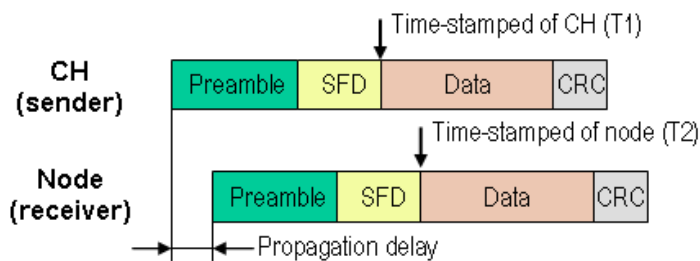 Time-stamped of CH (T1)
CH
(sender)
Preamble SFD Data CRC
Time-stamped of node (T2)
Node
(receiver)
Preamble SFD Data CRC
Propagation delay